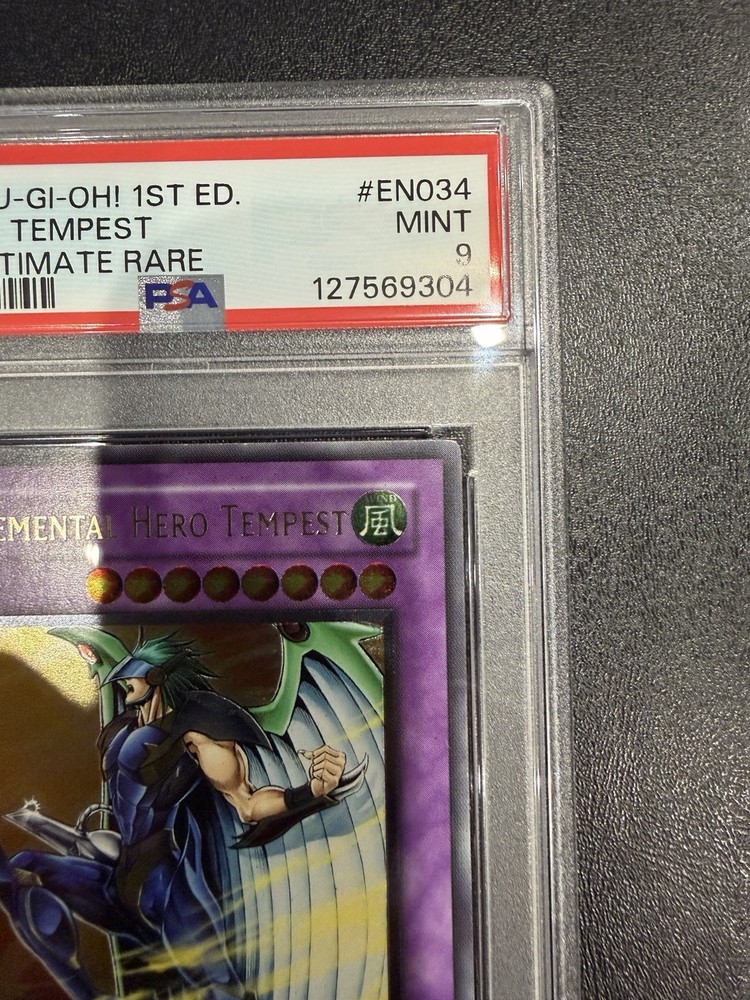 U-GI-OH! 1ST ED.
#EN034
TEMPEST
MINT
TIMATE RARE
9
PSA
127569304
EMENTAL HERO TEMPEST
WIND
風